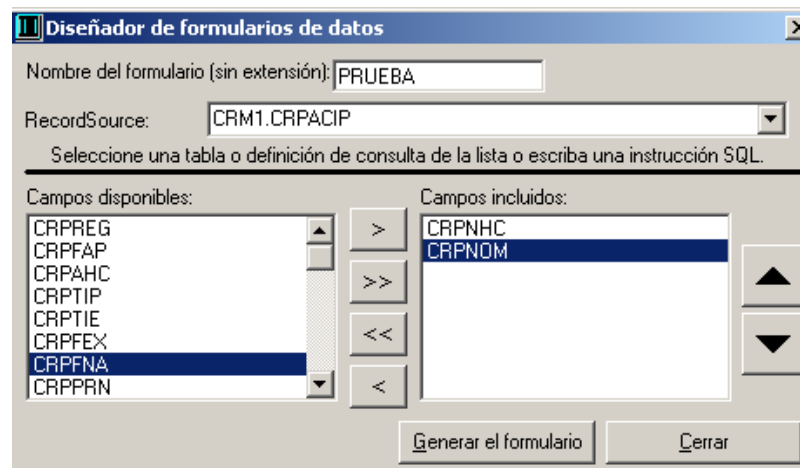 Diseñador de formularios de datos
Nombre del formulario (sin extensión): PRUEBA
RecordSource: CRM1.CRPACIP
Seleccione una tabla o definición de consulta de la lista o escriba una instrucción SQL.
Campos disponibles:
CRPREG
CRPFAP
CRPAHC
CRPTIP
CRPTIE
CRPFEX
CRPFNA
CRPPRN
>
>>
<<
<
Campos incluidos:
CRPNHC
CRPNOM
Generar el formulario
Cerrar